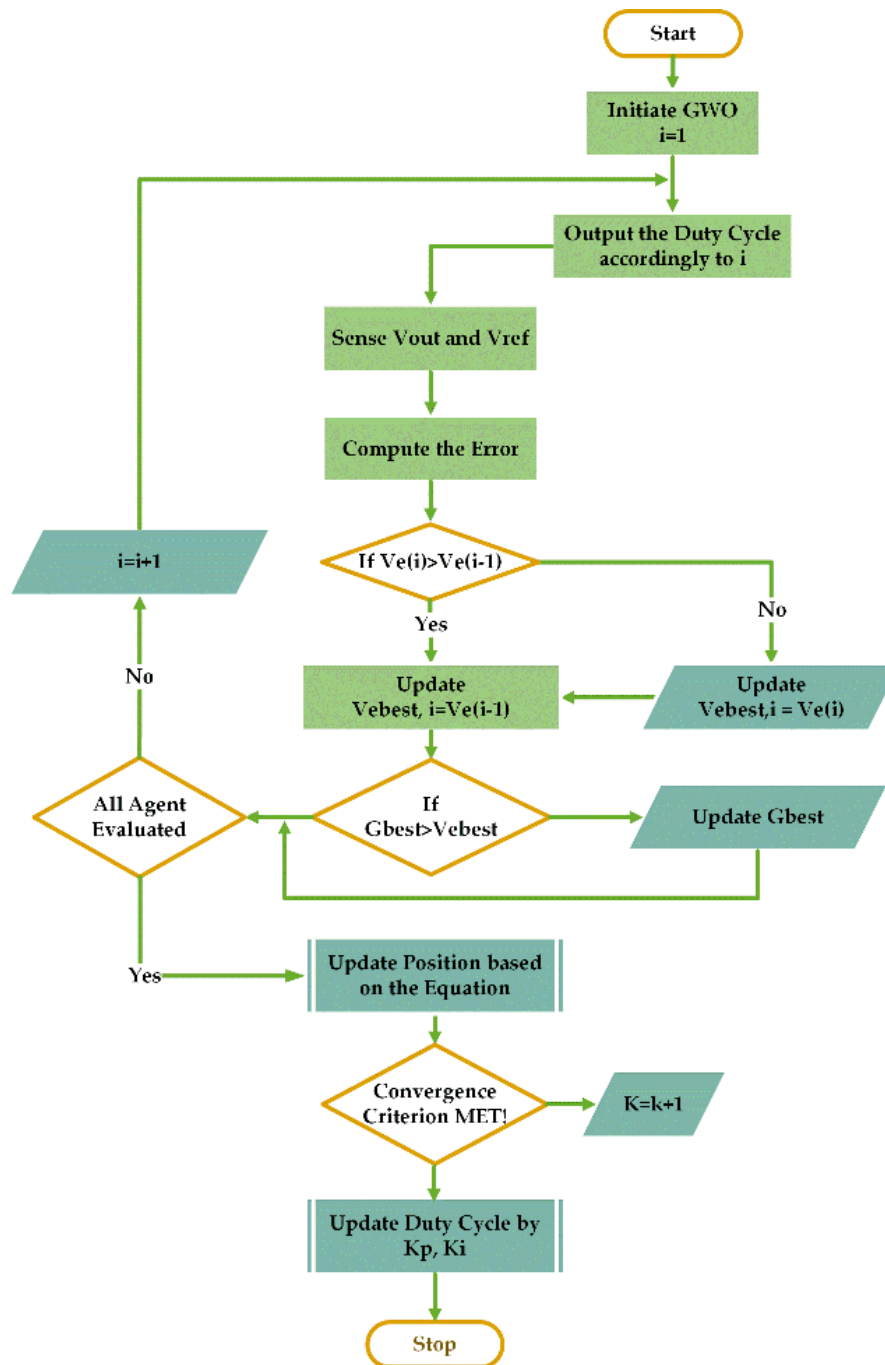 Start
Initiate GWO
i=1
Output the Duty Cycle
accordingly to i
Sense Vout and Vref
Compute the Error
If Ve(i)>Ve(i-1)
i=i+1
No
Yes
No
Update
Vebest, i=Ve(i-1)
Update
Vebest,i = Ve(i)
All Agent
Evaluated
If
Gbest>Vebest
Update Gbest
Yes
Update Position based
on the Equation
Convergence
Criterion MET!
K=k+1
Update Duty Cycle by
Kp, Ki
Stop